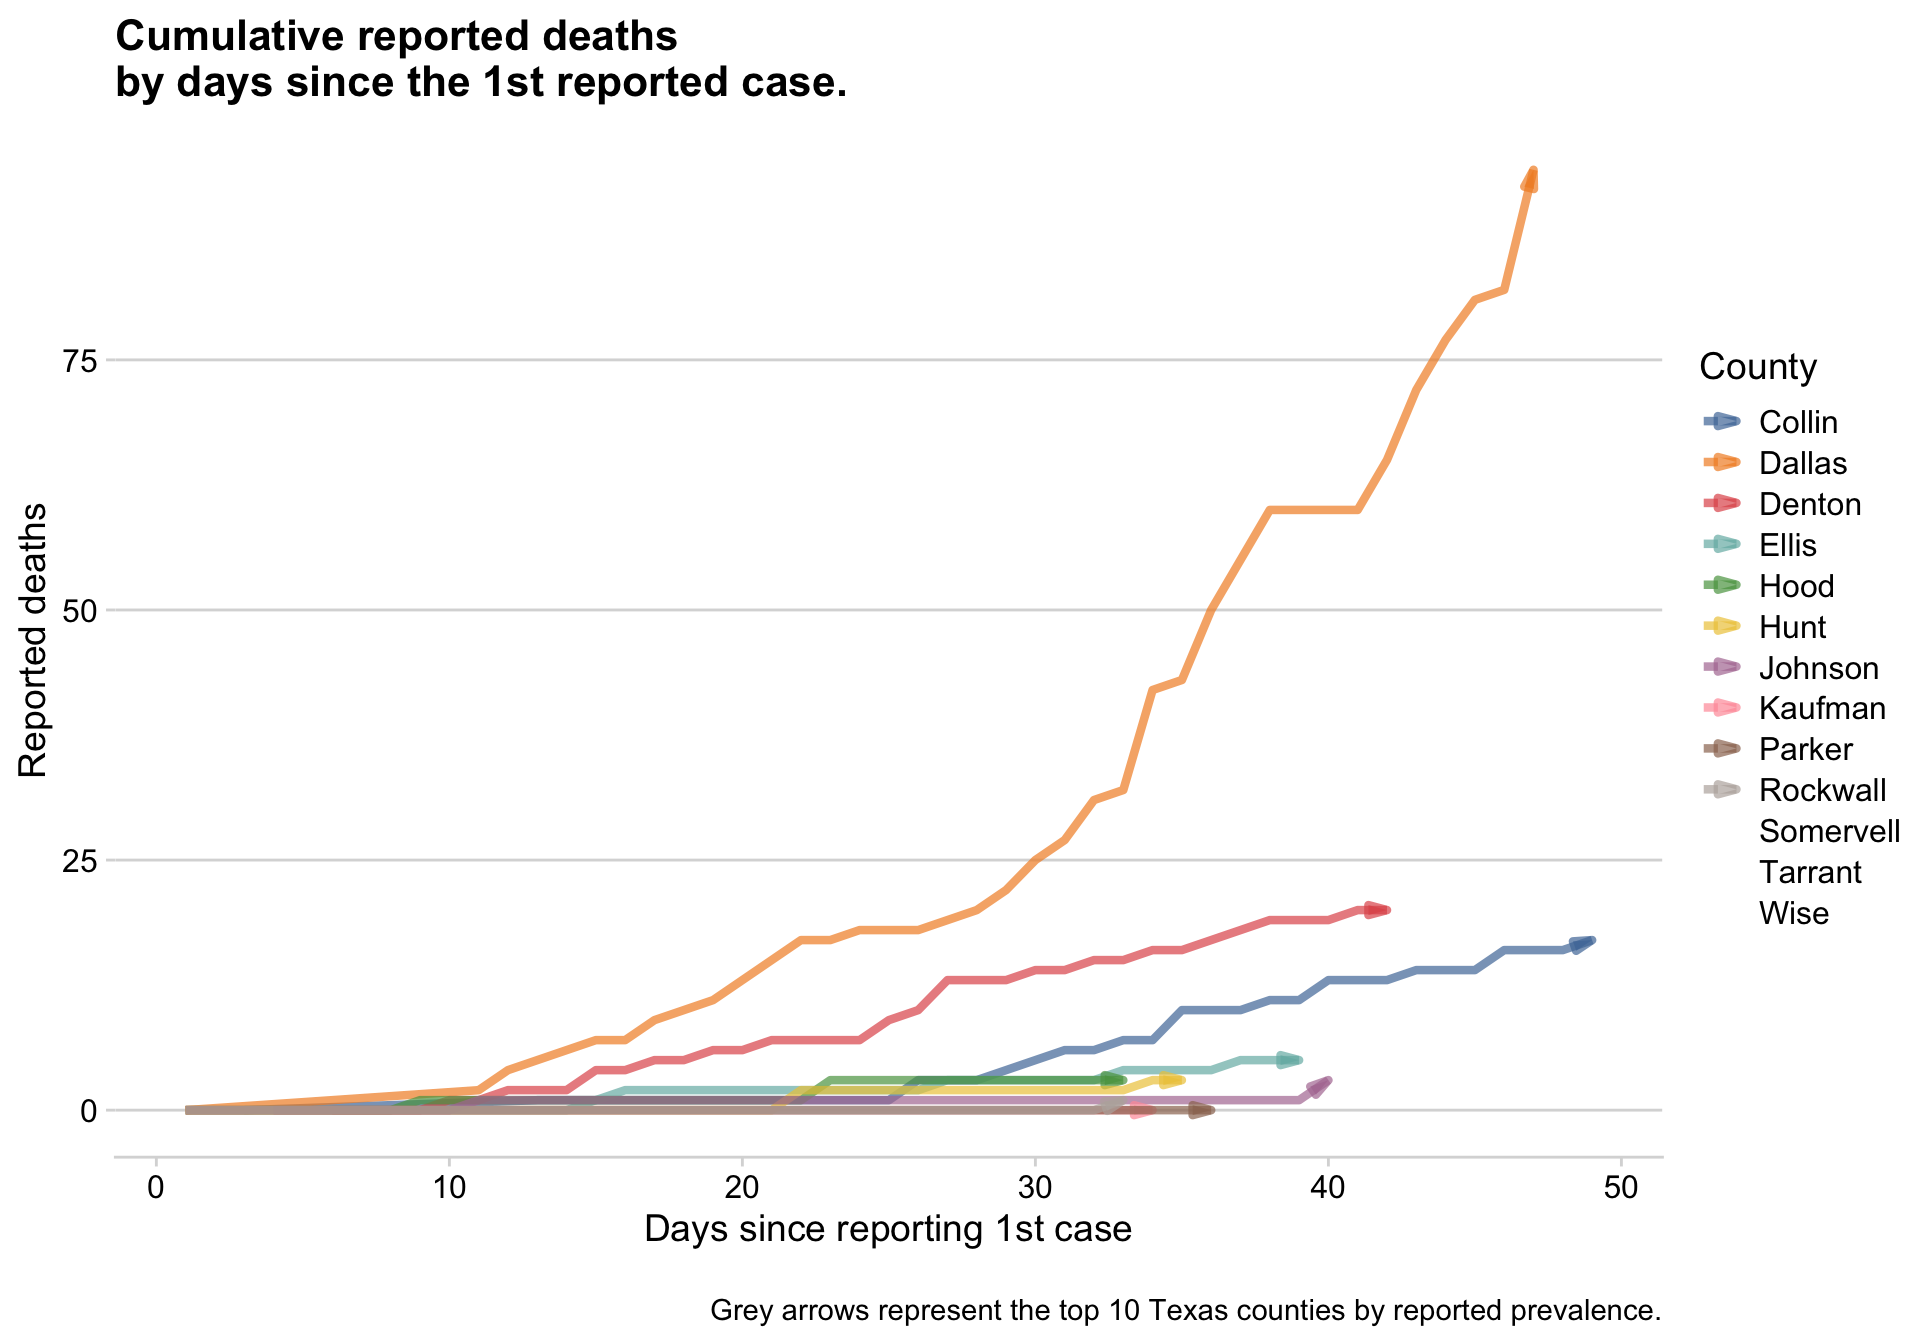 Cumulative reported deaths
by days since the 1st reported case.
Reported deaths
75
50
25
0
0 10 20 30 40 50
Days since reporting 1st case
County
Collin
Dallas
Denton
Ellis
Hood
Hunt
Johnson
Kaufman
Parker
Rockwall
Somervell
Tarrant
Wise
Grey arrows represent the top 10 Texas counties by reported prevalence.